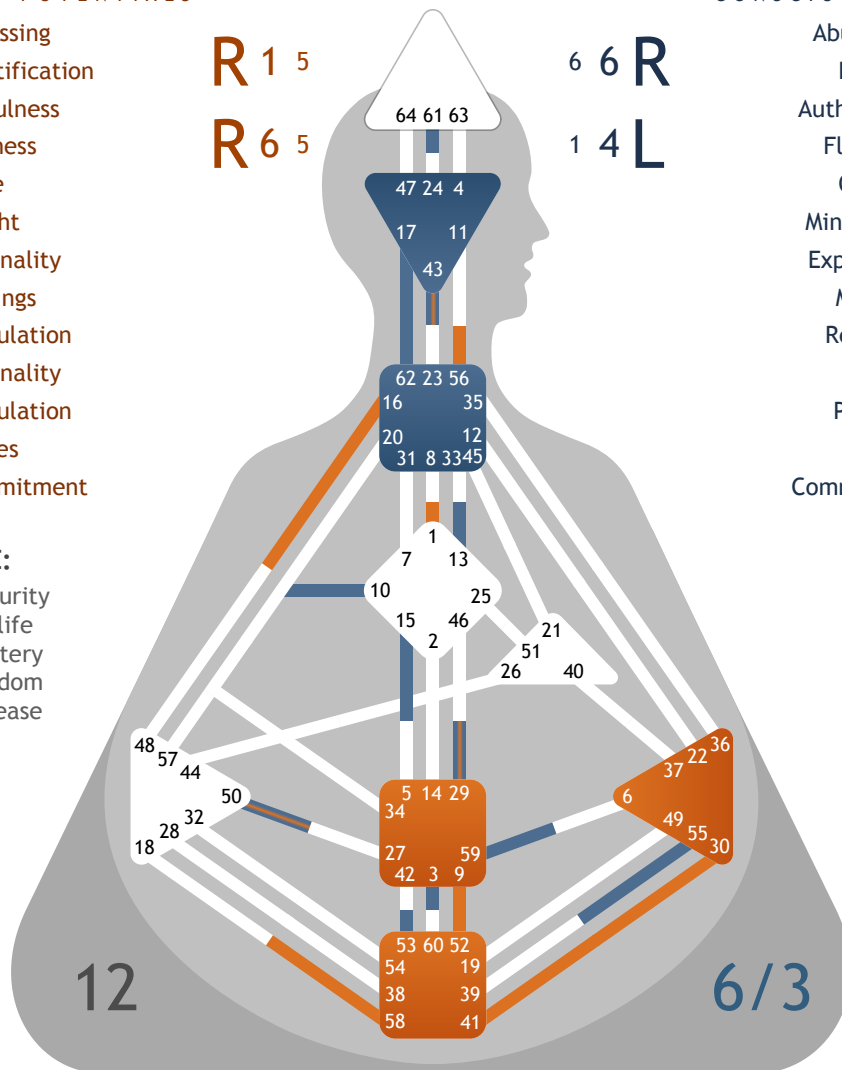 ssing
R 1 5
6 6 R
Abu
tification
ulness
Auth
64 61 63
ness
R 6 5
1 4 L
Fl
e
47 24 4
ht
17 11
Min
nality
43
Exp
ngs
ulation
Re
nality
62 23 56
ulation
16 35
P
es
20 12
31 8 33 45
mitment
Comm
1
7 13
urity
10 25
life
15 46
tery
2 21
dom
51
ease
26 40
48 36
57 22
44 37
50 5 14 29 6
34
32 49
28 55
18 27 59 30
42 3 9
53 60 52
54 19
38 39
58 41
12
6/3